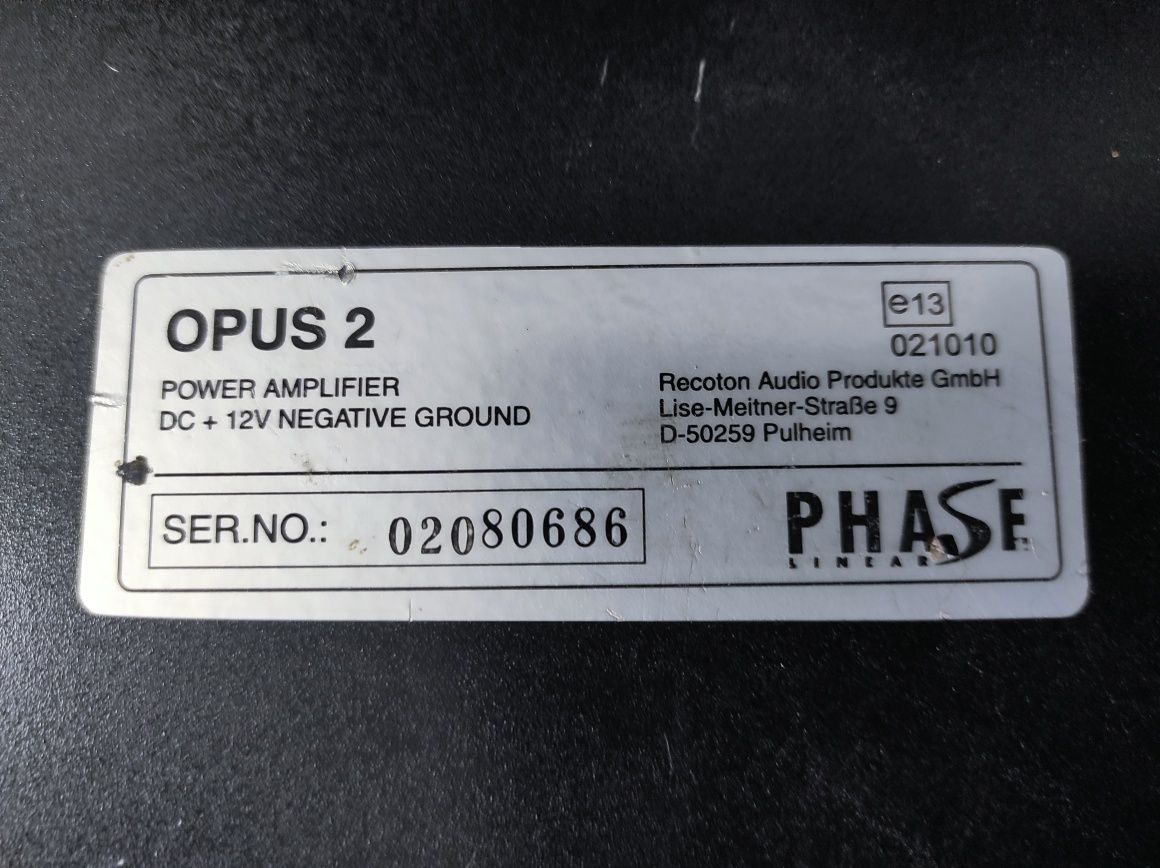 OPUS 2
POWER AMPLIFIER
DC + 12V NEGATIVE GROUND
e13
021010
Recoton Audio Produkte GmbH
Lise-Meitner-Straße 9
D-50259 Pulheim
SER.NO.: 02080686
PHASE
LINEAR